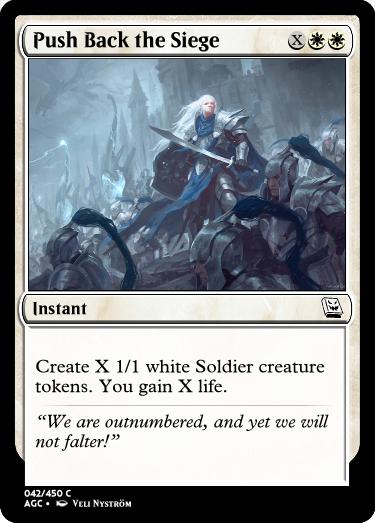 Push Back the Siege X
Instant
Create X 1/1 white Soldier creature
tokens. You gain X life.
“We are outnumbered, and yet we will
not falter!”
042/450 C
AGC • Veli Nyström